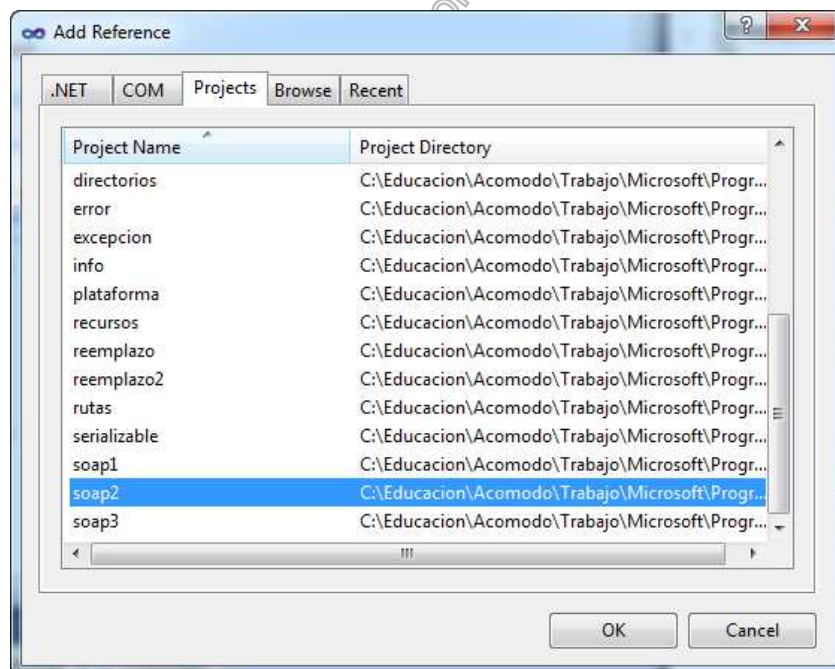 Add Reference
.NET COM Projects Browse Recent
Project Name Project Directory
directorios C:\Educacion\Acomodo\Trabajo\Microsoft\Progr...
error C:\Educacion\Acomodo\Trabajo\Microsoft\Progr...
excepcion C:\Educacion\Acomodo\Trabajo\Microsoft\Progr...
info C:\Educacion\Acomodo\Trabajo\Microsoft\Progr...
plataforma C:\Educacion\Acomodo\Trabajo\Microsoft\Progr...
recursos C:\Educacion\Acomodo\Trabajo\Microsoft\Progr...
reemplazo C:\Educacion\Acomodo\Trabajo\Microsoft\Progr...
reemplazo2 C:\Educacion\Acomodo\Trabajo\Microsoft\Progr...
rutas C:\Educacion\Acomodo\Trabajo\Microsoft\Progr...
serializable C:\Educacion\Acomodo\Trabajo\Microsoft\Progr...
soap1 C:\Educacion\Acomodo\Trabajo\Microsoft\Progr...
soap2 C:\Educacion\Acomodo\Trabajo\Microsoft\Progr...
soap3 C:\Educacion\Acomodo\Trabajo\Microsoft\Progr...
OK Cancel